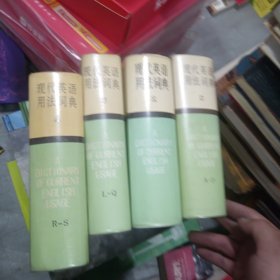 现代英语
用法词典
A
DICTIONARY
OF CURRENT
ENGLISH
USAGE
R-S
现代英语
用法词典
A
DICTIONARY
OF CURRENT
ENGLISH
USAGE
L-Q
现代英语
用法词典
A
DICTIONARY
OF CURRENT
ENGLISH
USAGE
现代英语
用法词典
A
DICTIONARY
OF CURRENT
ENGLISH
USAGE